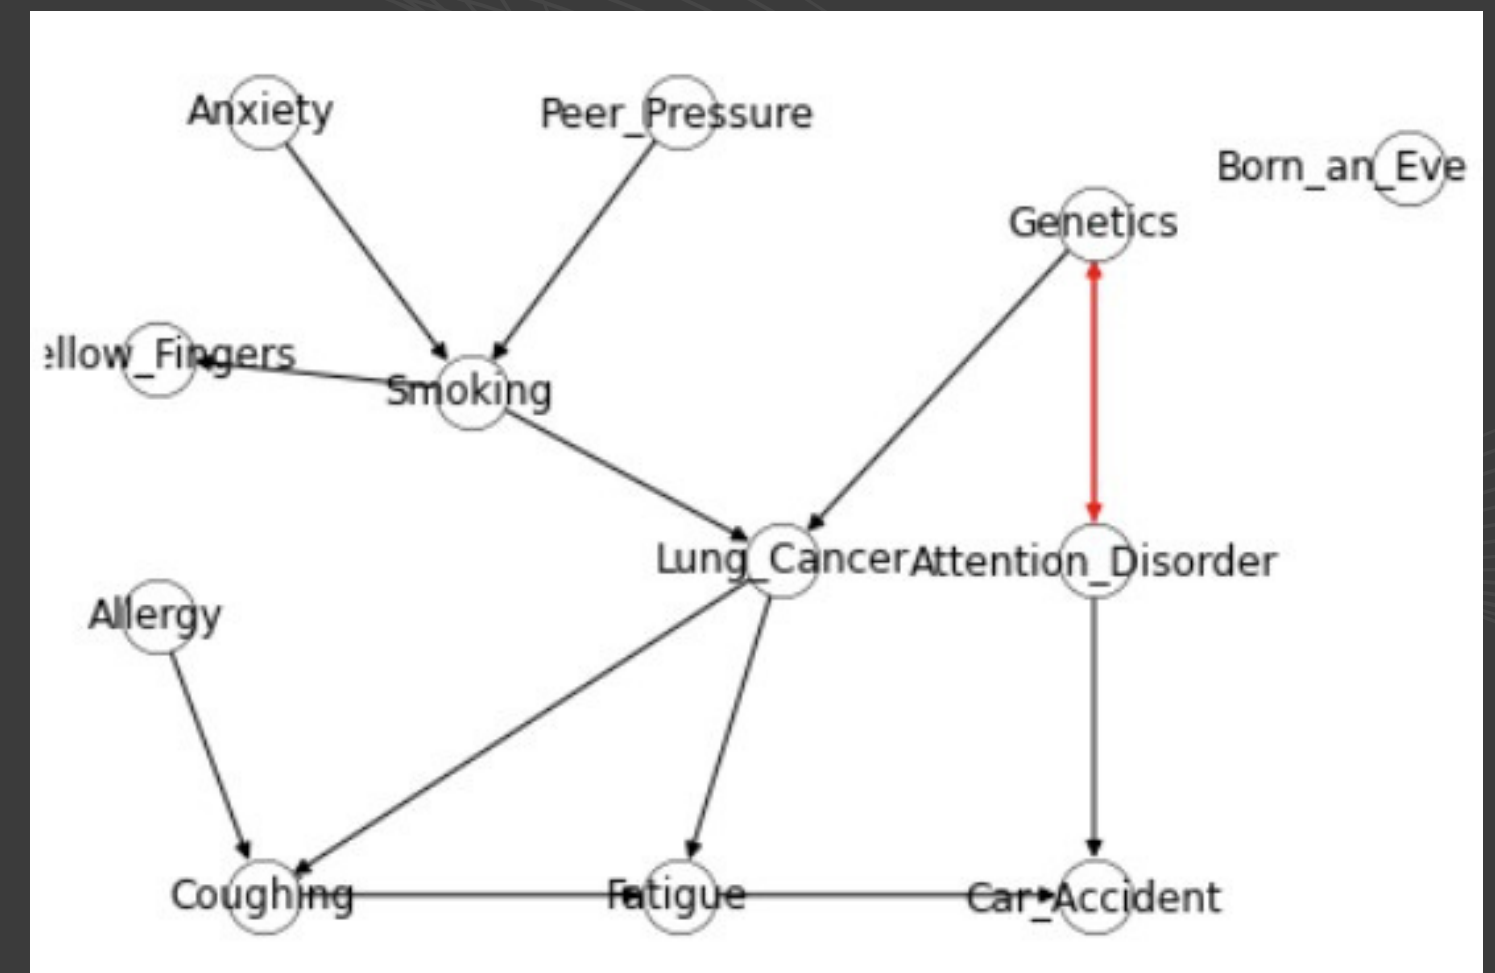 Anxiety
Peer_Pressure
Born_an_Eve
Genetics
ellow_Fingers
Smoking
Lung_Cancer
Attention_Disorder
Allergy
Coughing
Fatigue
Car_Accident